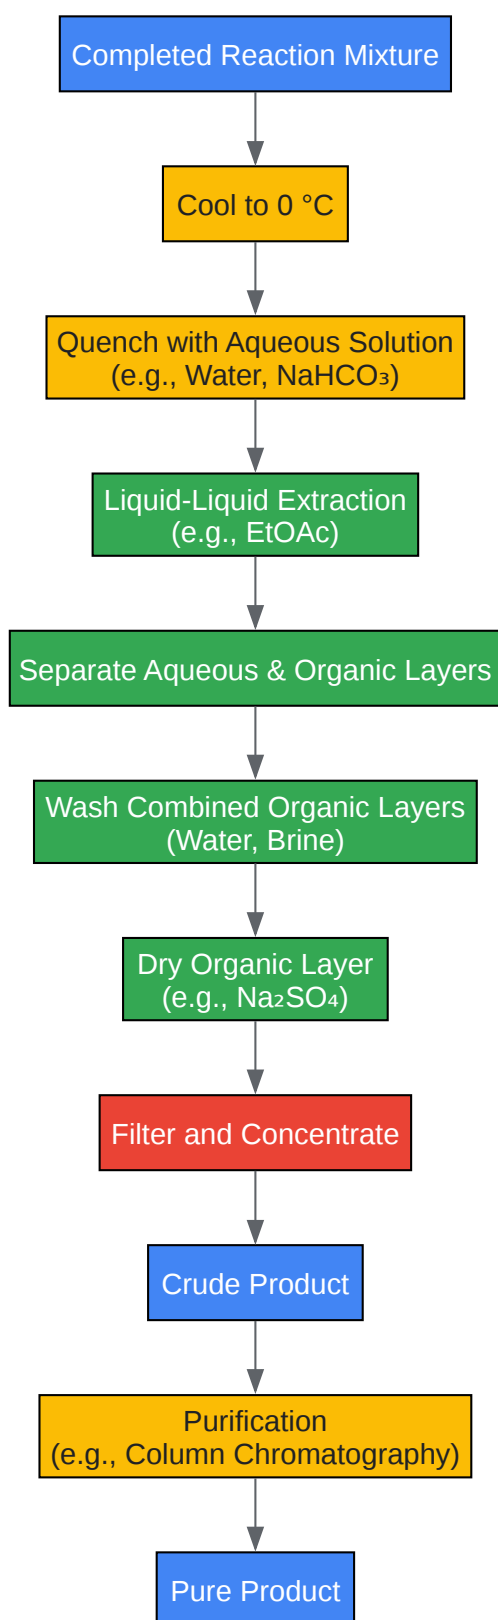 Completed Reaction Mixture
Cool to 0 °C
Quench with Aqueous Solution
(e.g., Water, NaHCO₃)
Liquid-Liquid Extraction
(e.g., EtOAc)
Separate Aqueous & Organic Layers
Wash Combined Organic Layers
(Water, Brine)
Dry Organic Layer
(e.g., Na₂SO₄)
Filter and Concentrate
Crude Product
Purification
(e.g., Column Chromatography)
Pure Product